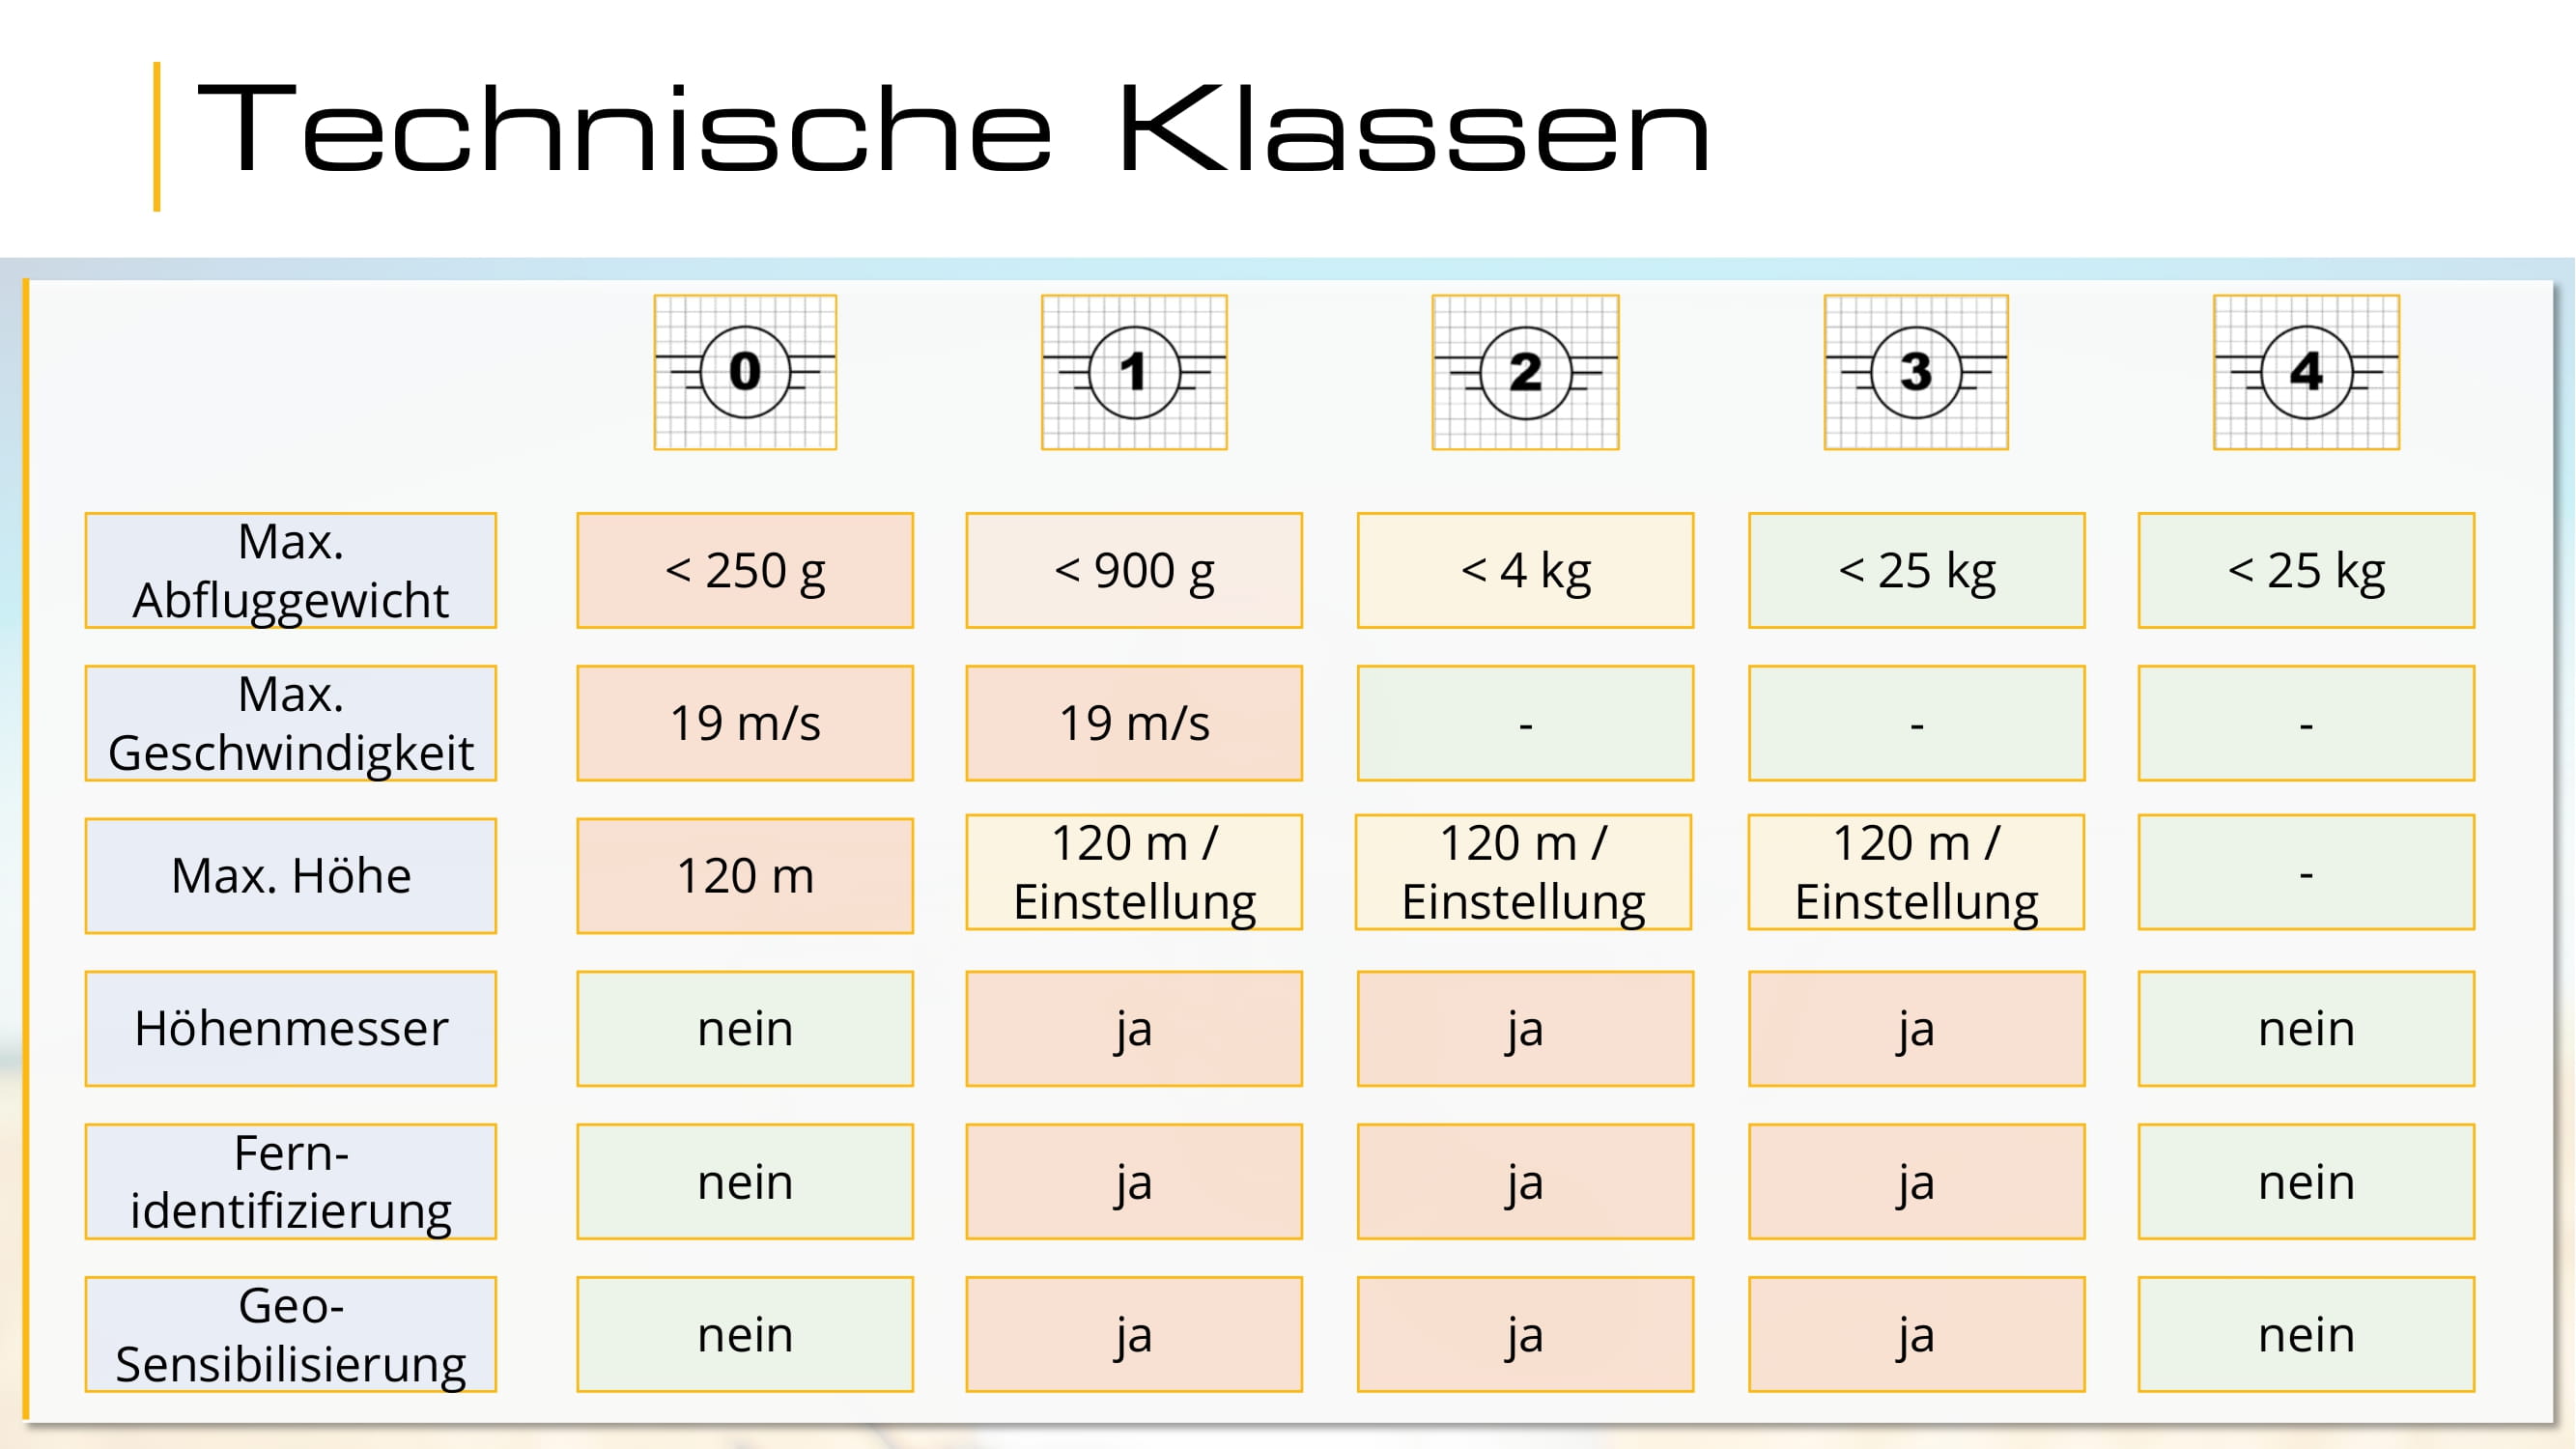 Technische Klassen
0 1 2 3 4
Max.
Abfluggewicht
< 250 g
< 900 g
< 4 kg
< 25 kg
< 25 kg
Max.
Geschwindigkeit
19 m/s
19 m/s
-
-
-
Max. Höhe
120 m
120 m /
Einstellung
120 m /
Einstellung
120 m /
Einstellung
-
Höhenmesser
nein
ja
ja
ja
nein
Fern-
identifizierung
nein
ja
ja
ja
nein
Geo-
Sensibilisierung
nein
ja
ja
ja
nein